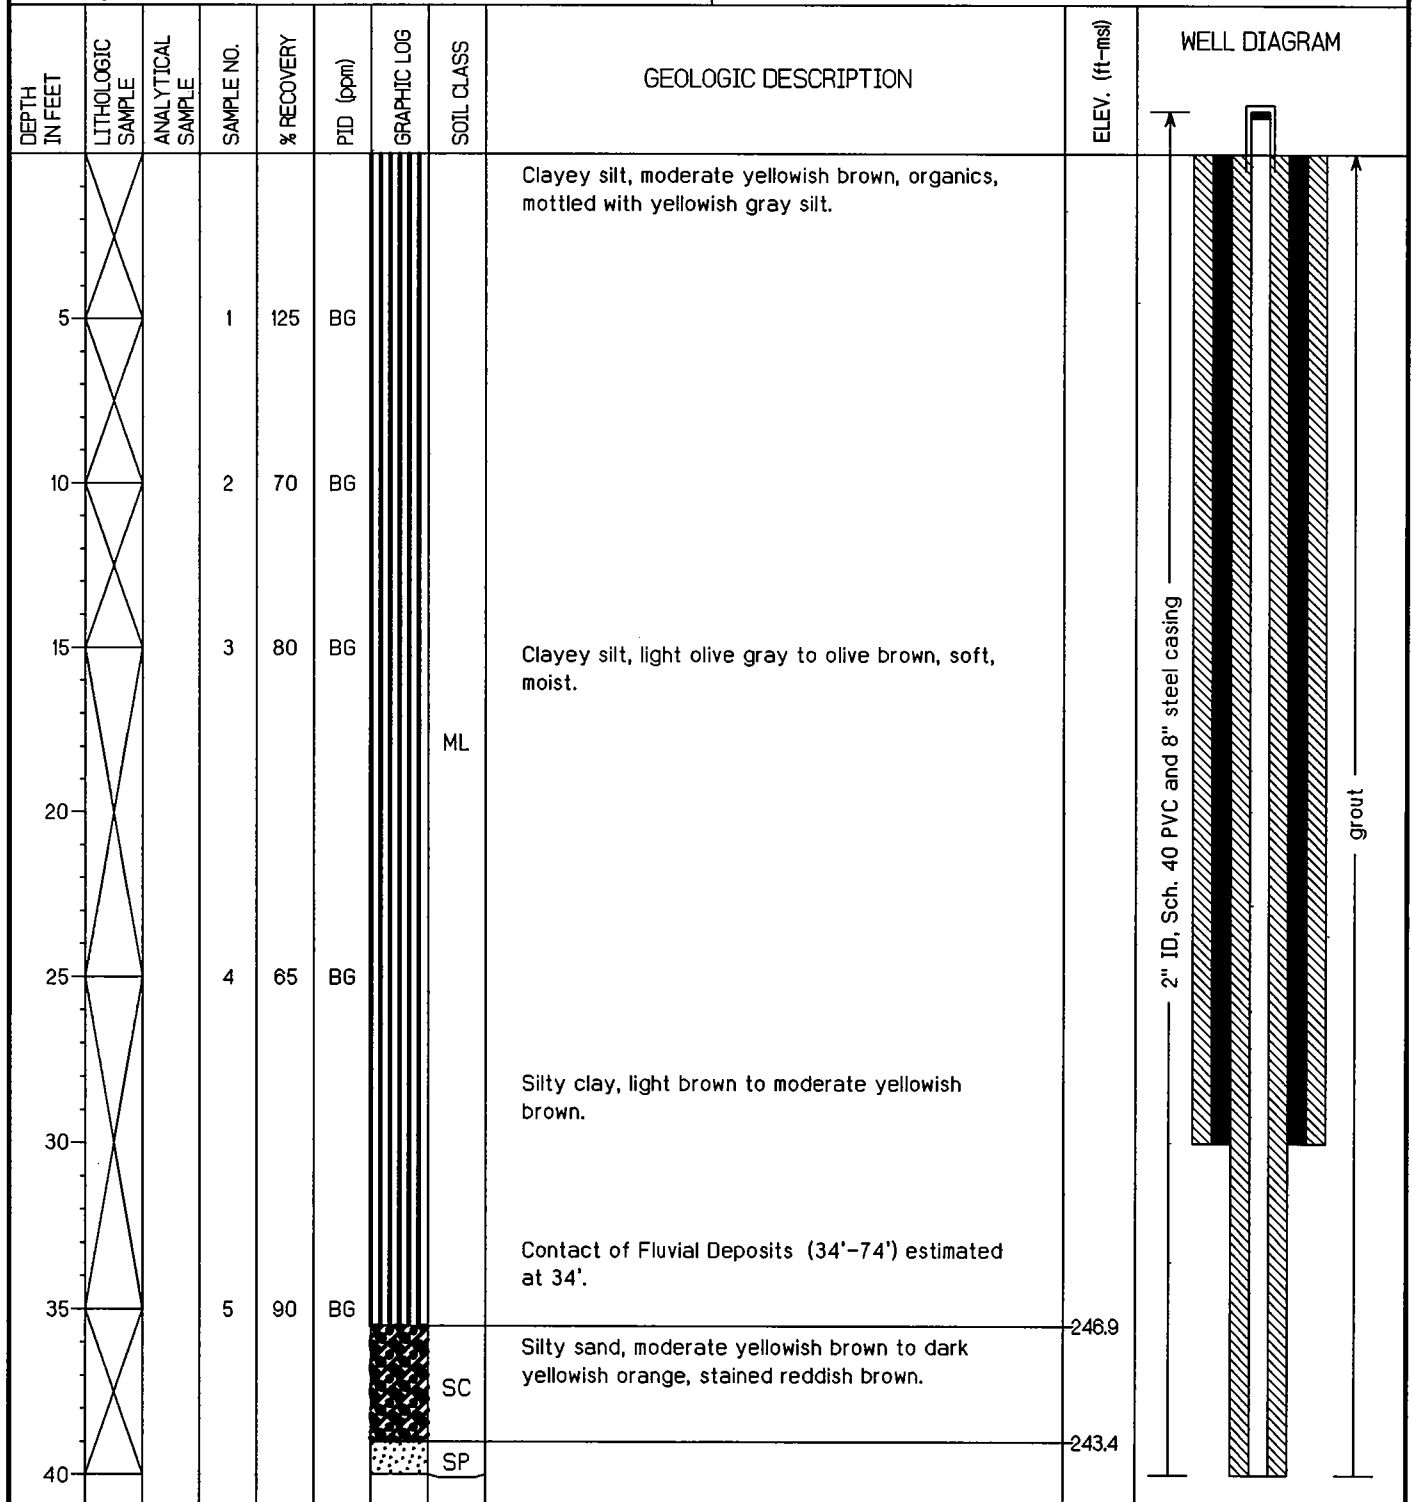 DEPTH
IN FEET
LITHOLOGIC
SAMPLE
ANALYTICAL
SAMPLE
SAMPLE NO.
% RECOVERY
PID (ppm)
GRAPHIC LOG
SOIL CLASS
GEOLOGIC DESCRIPTION
ELEV. (ft-msl)
WELL DIAGRAM
Clayey silt, moderate yellowish brown, organics,
mottled with yellowish gray silt.
5 1 125 BG
10 2 70 BG
15 3 80 BG
Clayey silt, light olive gray to olive brown, soft,
moist.
ML
20
25 4 65 BG
Silty clay, light brown to moderate yellowish
brown.
30
Contact of Fluvial Deposits (34'-74') estimated
at 34'.
35 5 90 BG
246.9
Silty sand, moderate yellowish brown to dark
yellowish orange, stained reddish brown.
SC
243.4
SP
40
2" ID, Sch. 40 PVC and 8" steel casing
grout